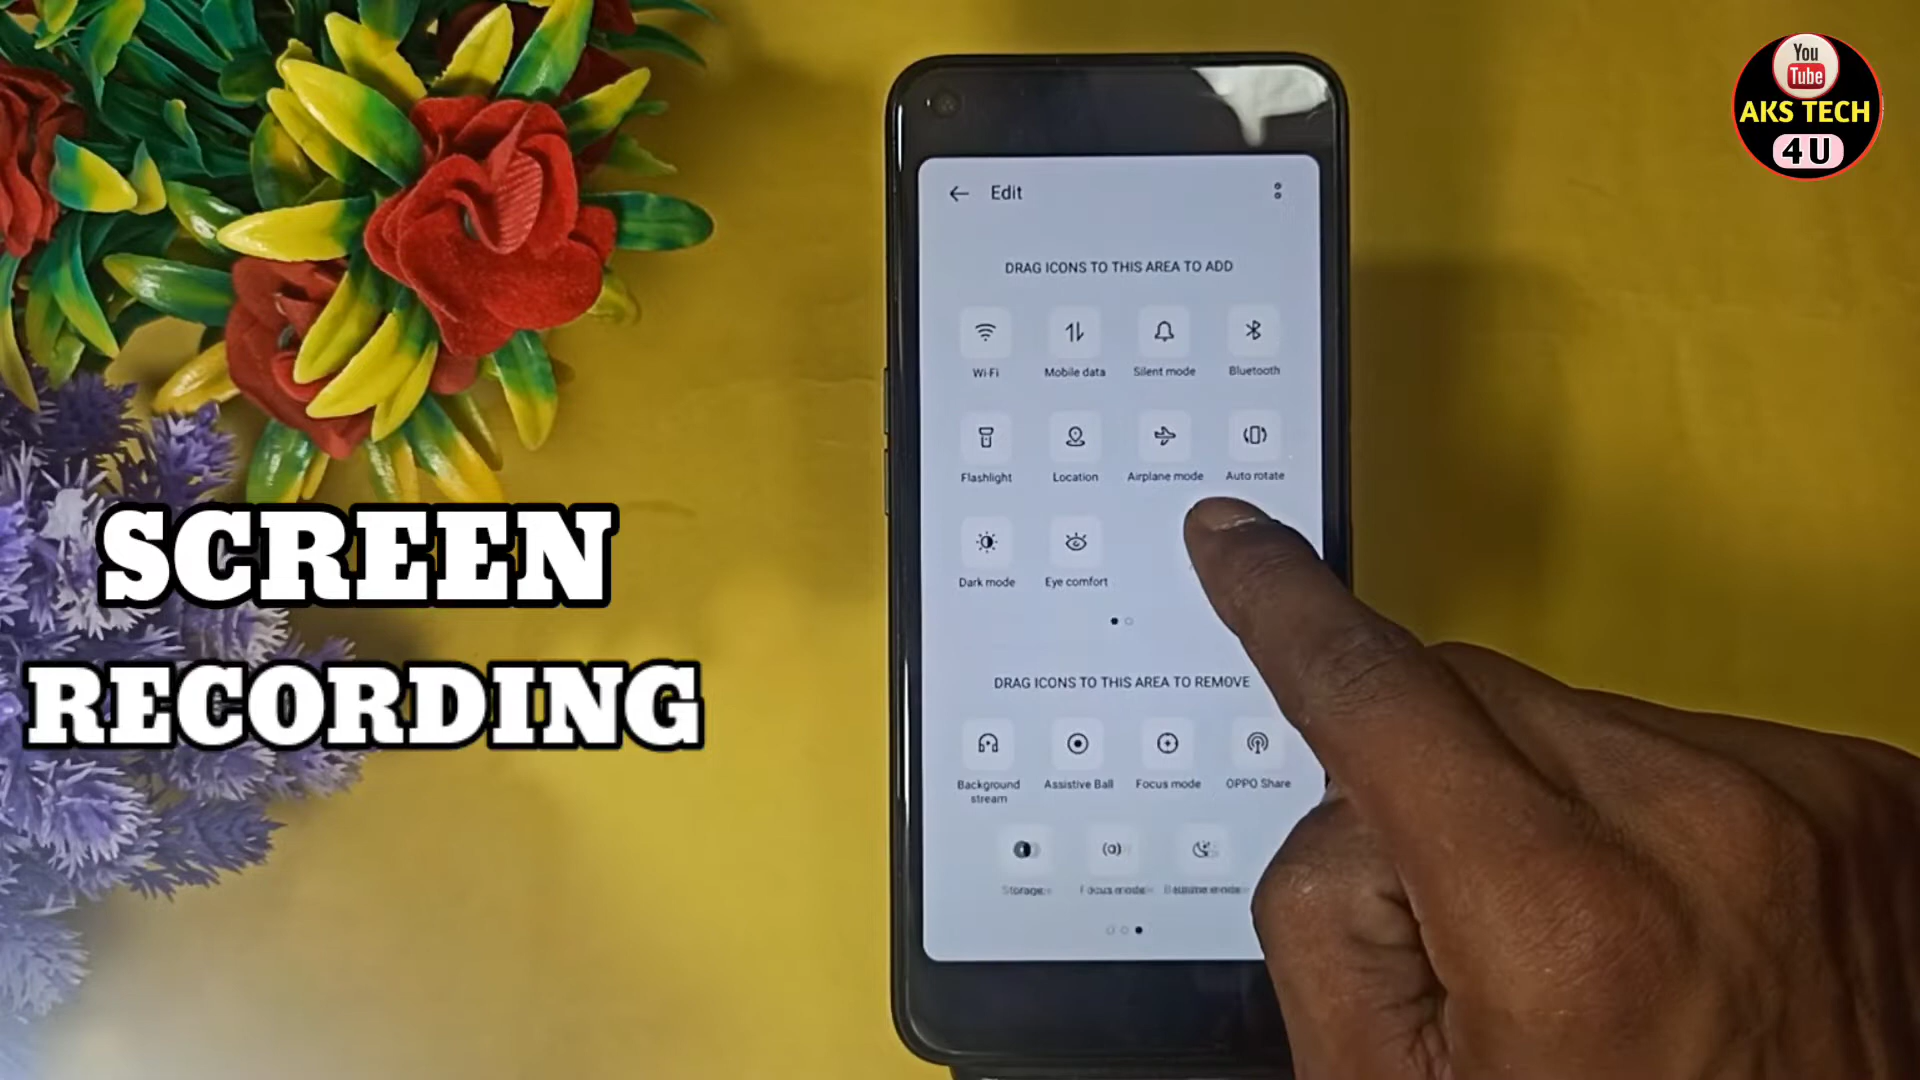 You
Tube
AKS TECH
4U
Edit
DRAG ICONS TO THIS AREA TO ADD
Wi-Fi
Mobile data
Silent mode
Bluetooth
Flashlight
Location
Airplane mode
Auto rotate
Dark mode
Eye comfort
SCREEN
RECORDING
DRAG ICONS TO THIS AREA TO REMOVE
Background
stream
Assistive Ball
Focus mode
OPPO Share
Storage